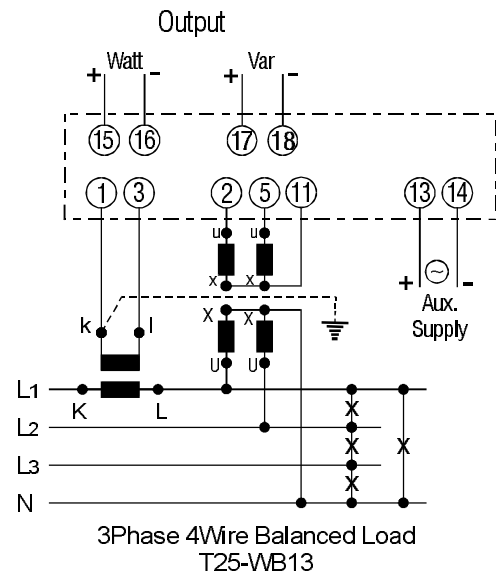 Output
+ Watt - + Var -
15 16 17 18
1 3 2 5 11 13 14
u u
x x
+ ~ -
Aux.
Supply
k l
X X
U U
L1
K L
X
L2
X X
L3
X
N
3Phase 4Wire Balanced Load
T25-WB13